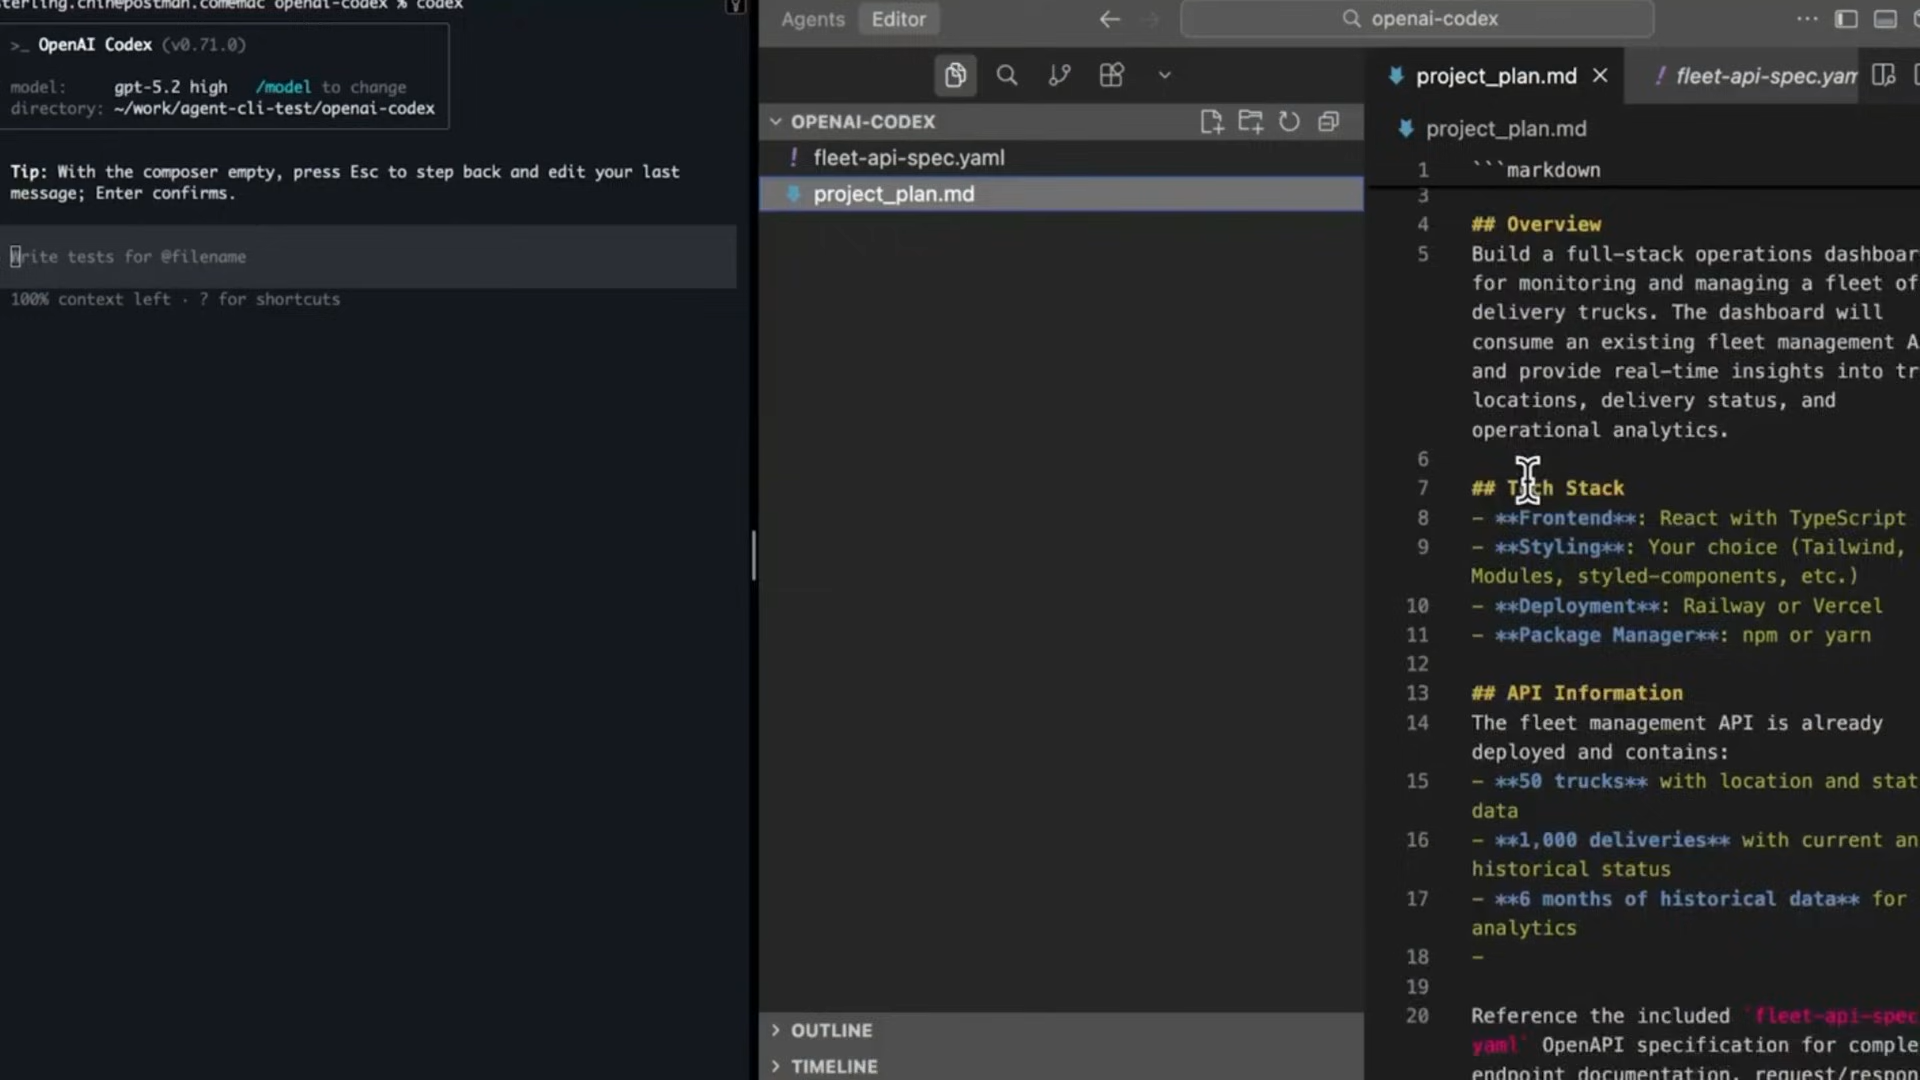 openai-codex % codex
>_ OpenAI Codex (v0.71.0)
model: gpt-5.2 high /model to change
directory: ~/work/agent-cli-test/openai-codex
Tip: With the composer empty, press Esc to step back and edit your last
message; Enter confirms.
Write tests for @filename
100% context left · ? for shortcuts
Agents Editor
openai-codex
OPENAI-CODEX
fleet-api-spec.yaml
project_plan.md
OUTLINE
TIMELINE
project_plan.md
fleet-api-spec.yam
project_plan.md
1 ```markdown
3
4 ## Overview
5 Build a full-stack operations dashboar
for monitoring and managing a fleet of
delivery trucks. The dashboard will
consume an existing fleet management A
and provide real-time insights into tr
locations, delivery status, and
operational analytics.
6
7 ## Tech Stack
8 - **Frontend**: React with TypeScript
9 - **Styling**: Your choice (Tailwind,
Modules, styled-components, etc.)
10 - **Deployment**: Railway or Vercel
11 - **Package Manager**: npm or yarn
12
13 ## API Information
14 The fleet management API is already
deployed and contains:
15 - **50 trucks** with location and stat
data
16 - **1,000 deliveries** with current an
historical status
17 - **6 months of historical data** for
analytics
18 -
19
20 Reference the included `fleet-api-spec
yaml` OpenAPI specification for comple
endpoint documentation, request/respon